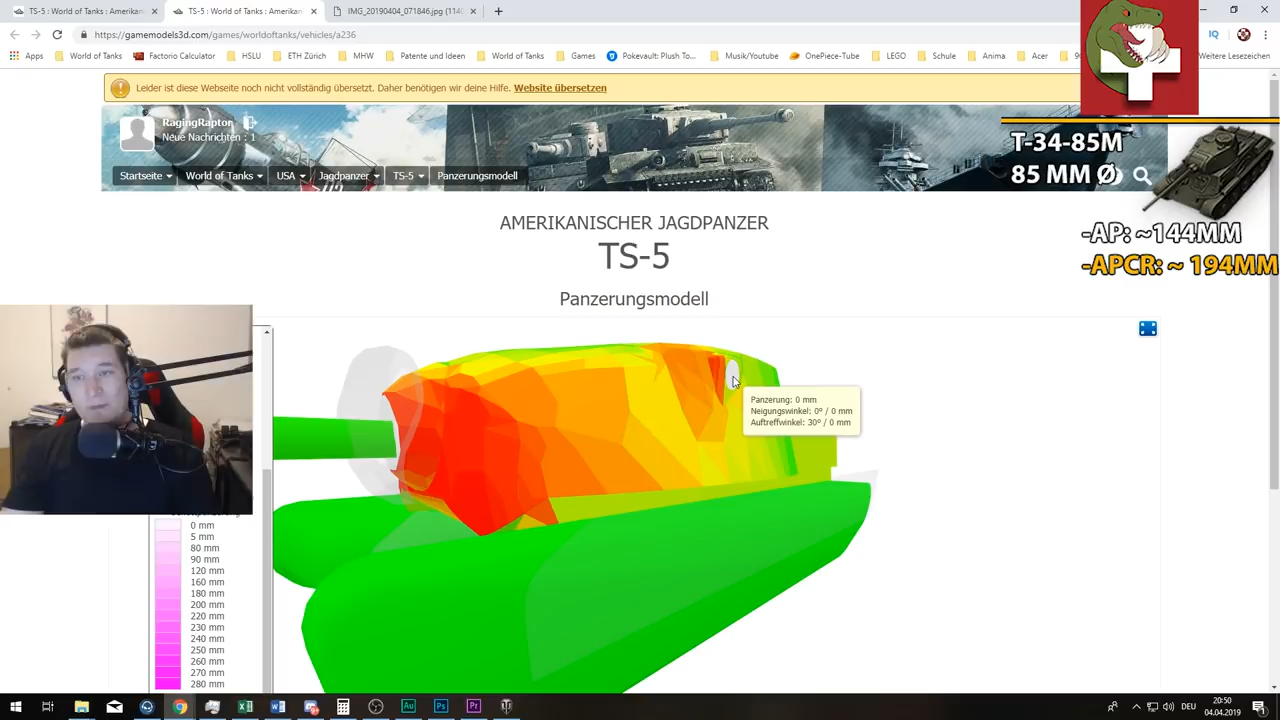 TS-5 : World of Tanks: Amerikan
TS-5 : World of Tanks: Amerikan
IMG_20190404_071846.jpg (1140
https://gamemodels3d.com/games/worldoftanks/vehicles/a236
IQ
Apps
World of Tanks
Factorio Calculator
HSLU
ETH Zürich
MHW
Patente und Ideen
World of Tanks
Games
Pokevault: Plush To...
Musik/Youtube
OnePiece-Tube
LEGO
Schule
Anima
Acer
Weitere Lesezeichen
Leider ist diese Webseite noch nicht vollständig übersetzt. Daher benötigen wir deine Hilfe. Website übersetzen
RagingRaptor
Neue Nachrichten : 1
Startseite
World of Tanks
USA
Jagdpanzer
TS-5
Panzerungsmodell
T-34-85M
85 MM Ø
-AP: ~144MM
-APCR: ~ 194MM
AMERIKANISCHER JAGDPANZER
TS-5
Panzerungsmodell
Panzerung: 0 mm
Neigungswinkel: 0º / 0 mm
Auftreffwinkel: 30º / 0 mm
0 mm
5 mm
80 mm
90 mm
120 mm
160 mm
180 mm
200 mm
220 mm
230 mm
240 mm
250 mm
260 mm
270 mm
280 mm
Au
Ps
Pr
DEU
20:50
04.04.2019